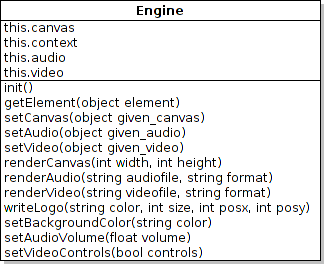 Engine
this.canvas
this.context
this.audio
this.video
init()
getElement(object element)
setCanvas(object given_canvas)
setAudio(object given_audio)
setVideo(object given_video)
renderCanvas(int width, int height)
renderAudio(string audiofile, string format)
renderVideo(string videofile, string format)
writeLogo(string color, int size, int posx, int posy)
setBackgroundColor(string color)
setAudioVolume(float volume)
setVideoControls(bool controls)